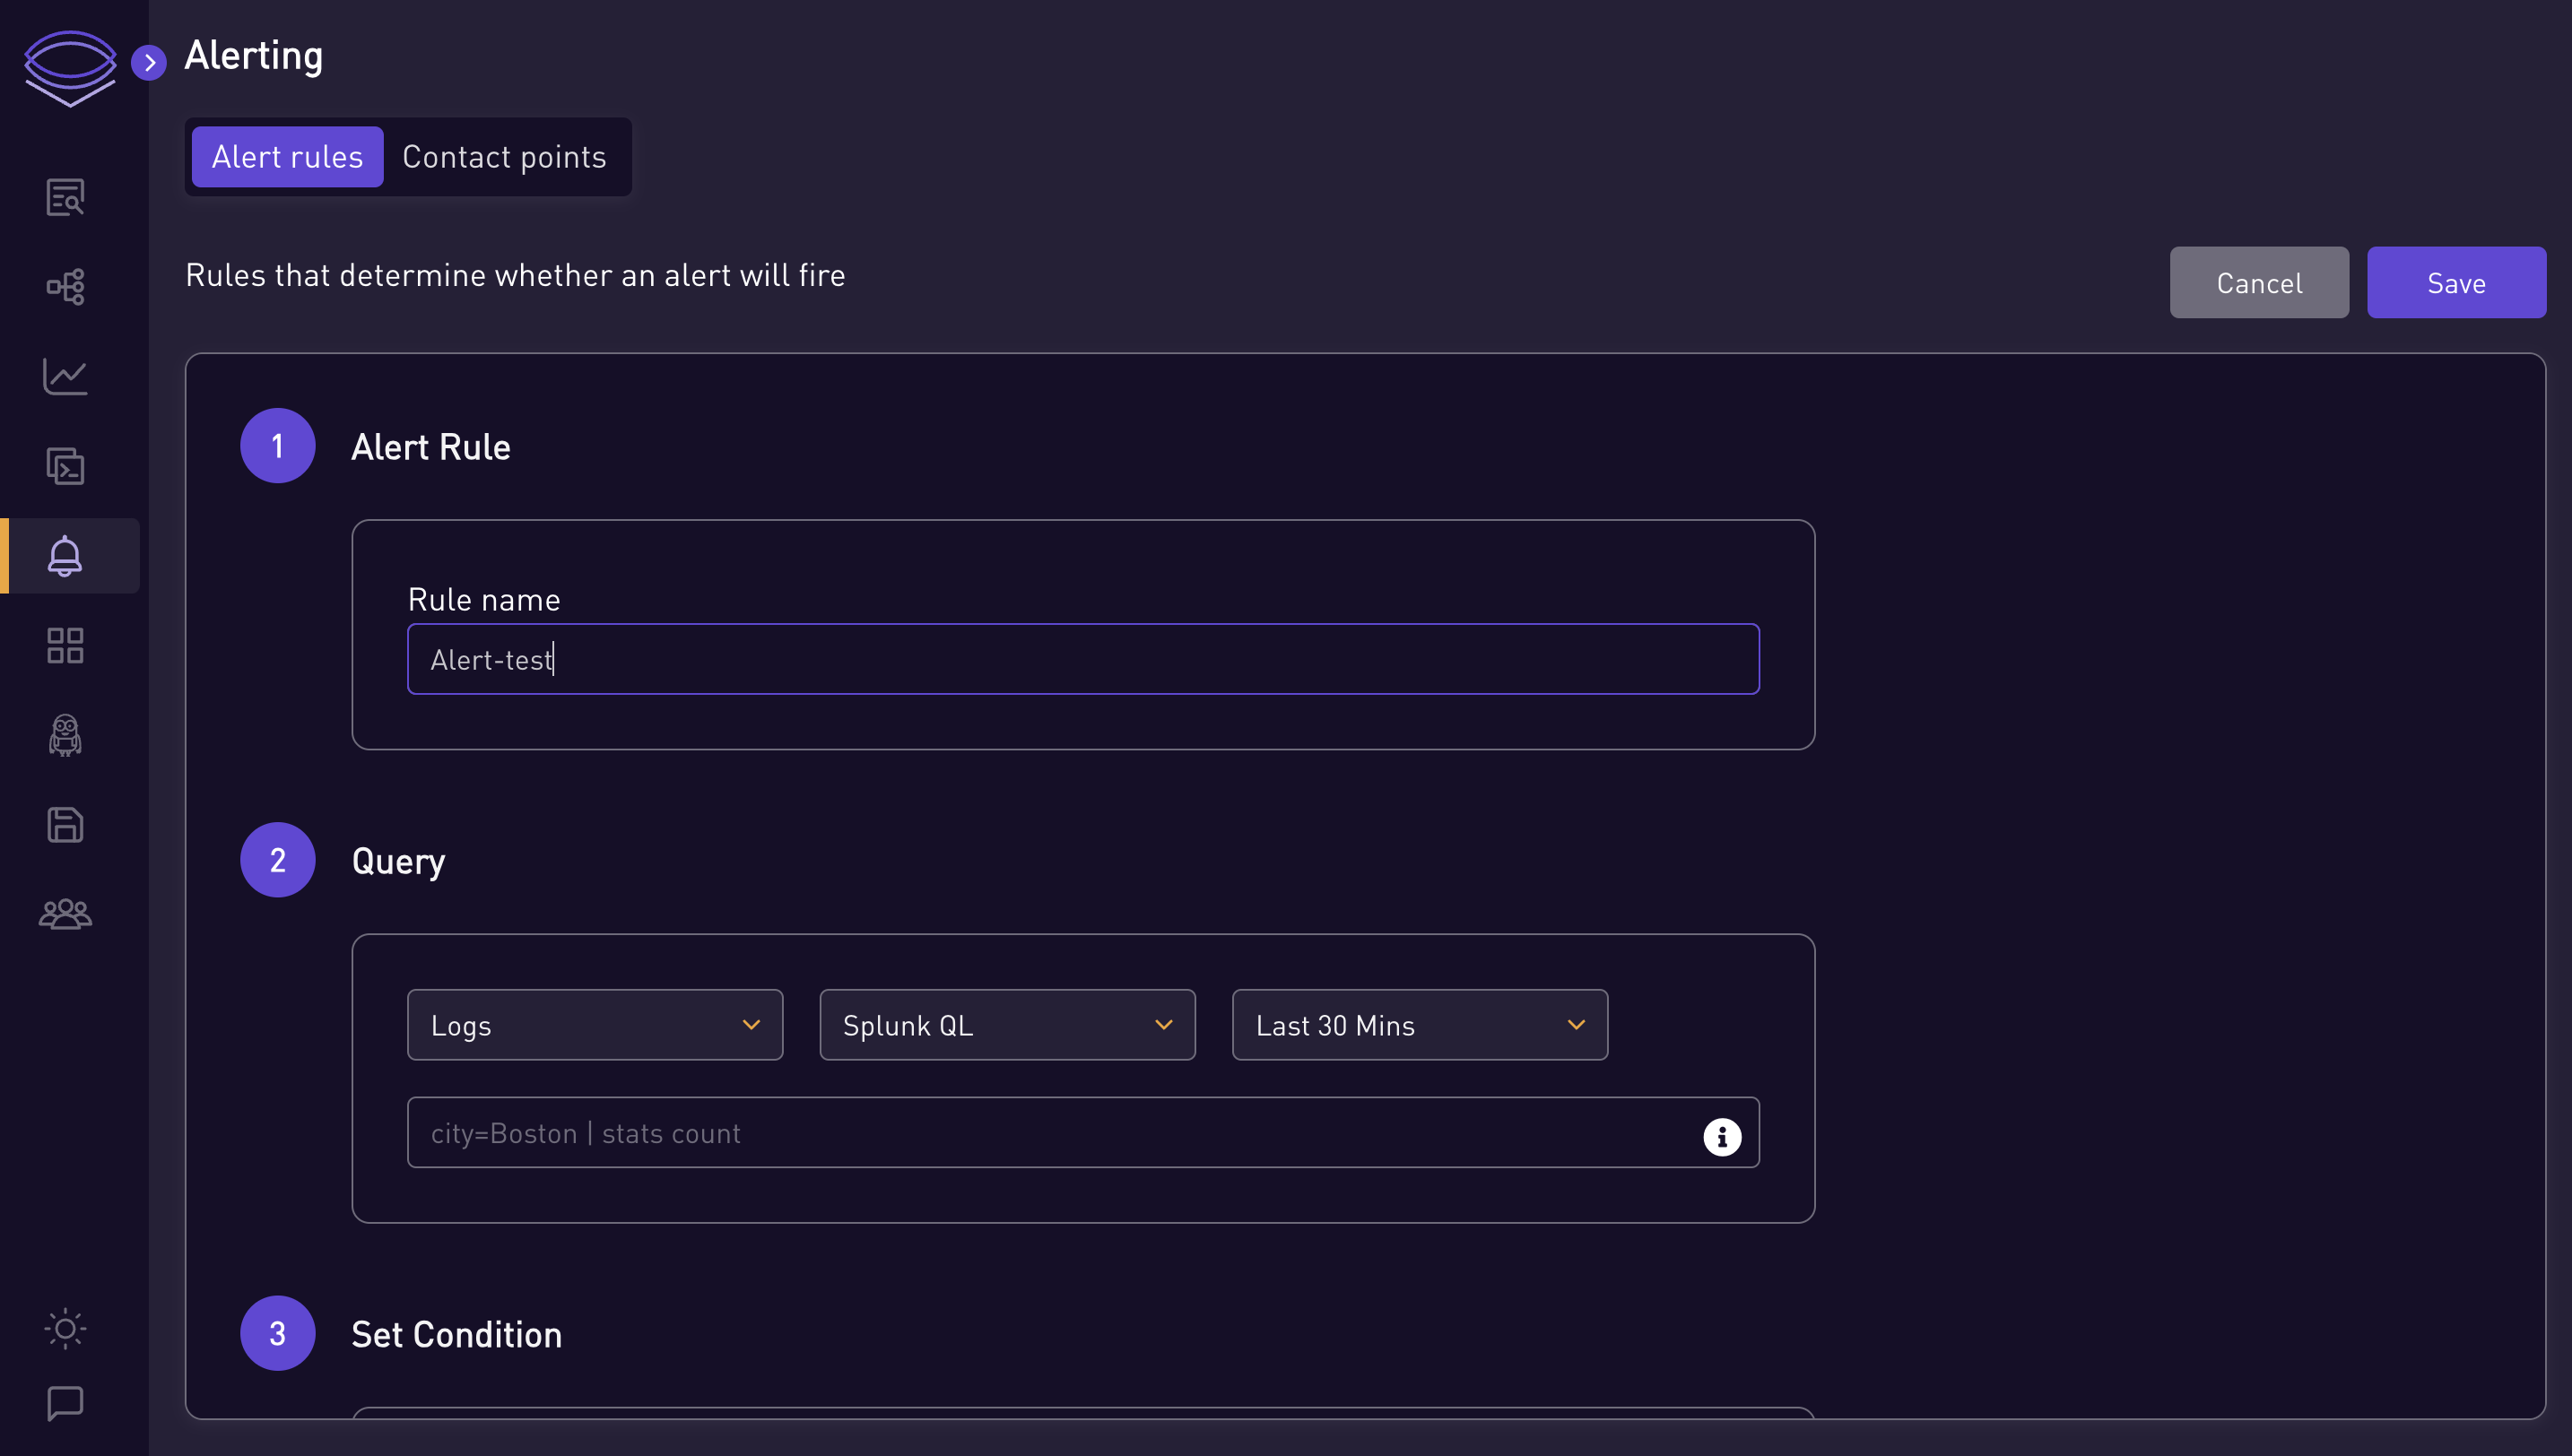 Alerting
Alert rules Contact points
Rules that determine whether an alert will fire
Cancel Save
1 Alert Rule
Rule name
Alert-test
2 Query
Logs Splunk QL Last 30 Mins
city=Boston | stats count
3 Set Condition